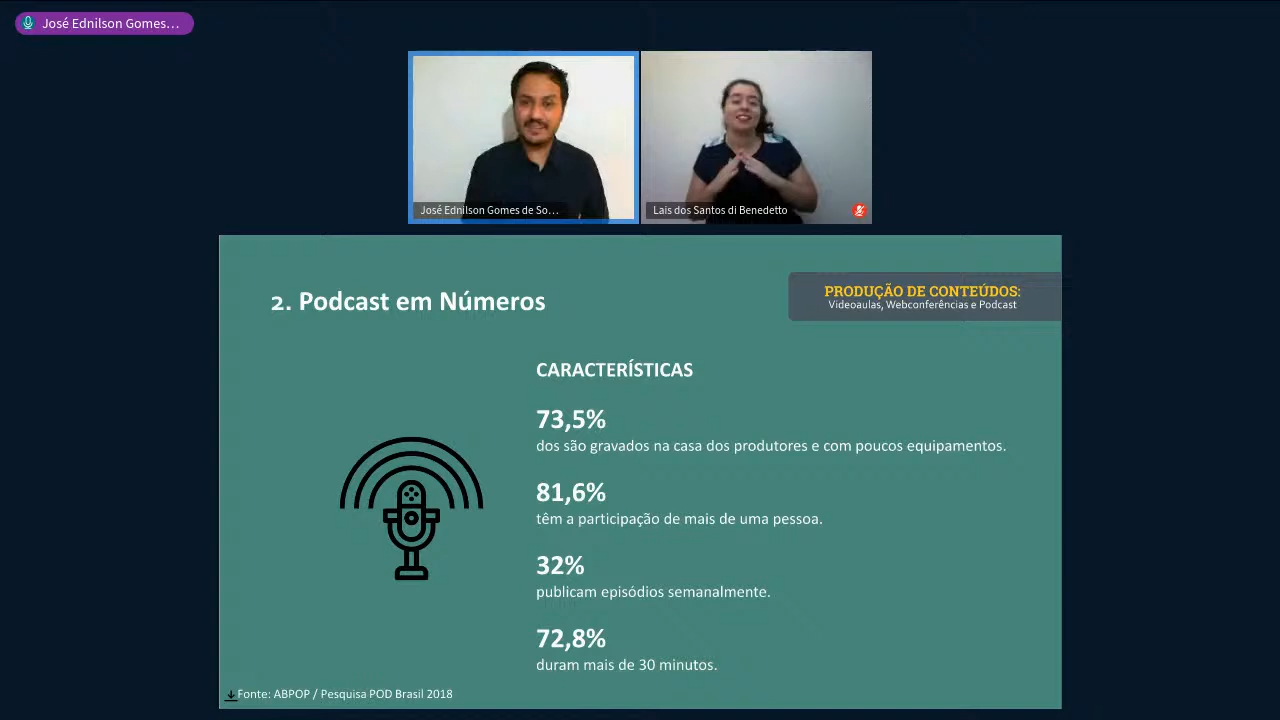 José Ednilson Gomes...
José Ednilson Gomes de So...
Lais dos Santos di Benedetto
2. Podcast em Números
PRODUÇÃO DE CONTEÚDOS:
Videoaulas, Webconferências e Podcast
CARACTERÍSTICAS
73,5%
dos são gravados na casa dos produtores e com poucos equipamentos.
81,6%
têm a participação de mais de uma pessoa.
32%
publicam episódios semanalmente.
72,8%
duram mais de 30 minutos.
Fonte: ABPOP / Pesquisa POD Brasil 2018